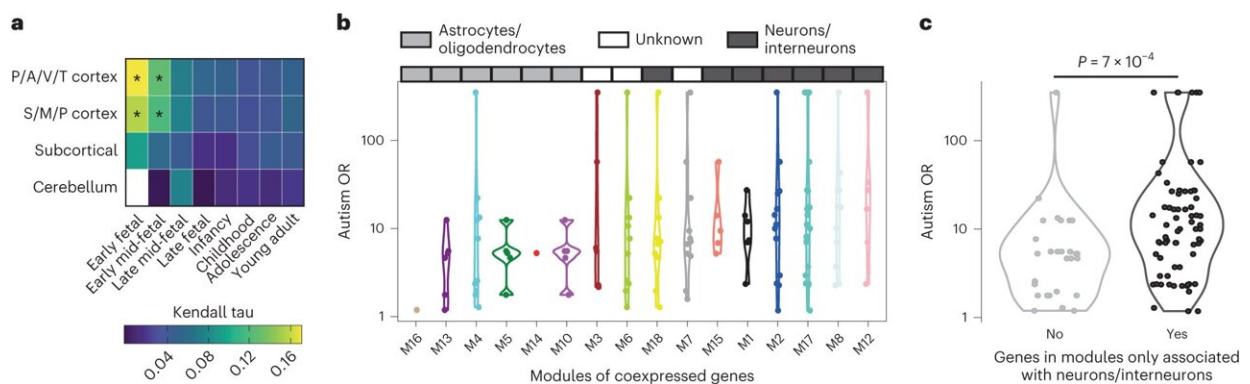 a
P/A/V/T cortex
* *
S/M/P cortex
* *
Subcortical
Cerebellum
Early fetal
Early mid-fetal
Late mid-fetal
Late fetal
Infancy
Childhood
Adolescence
Young adult
Kendall tau
0.04 0.08 0.12 0.16
b
Astrocytes/
oligodendrocytes
Unknown
Neurons/
interneurons
Autism OR
100
10
1
M16 M13 M4 M5 M14 M10 M3 M6 M18 M7 M15 M1 M2 M17 M8 M12
Modules of coexpressed genes
c
P = 7 × 10⁻⁴
Autism OR
100
10
1
No Yes
Genes in modules only associated
with neurons/interneurons